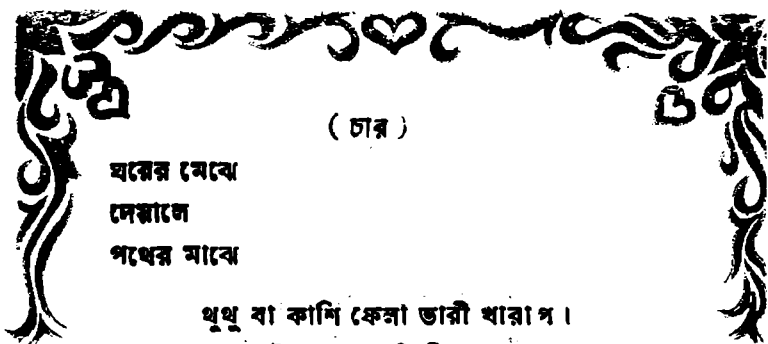 ( চার )
ঘরের মেঝে
দেয়ালে
পথের মাঝে
থুথু বা কাশি ফেলা ভারী খারাপ।